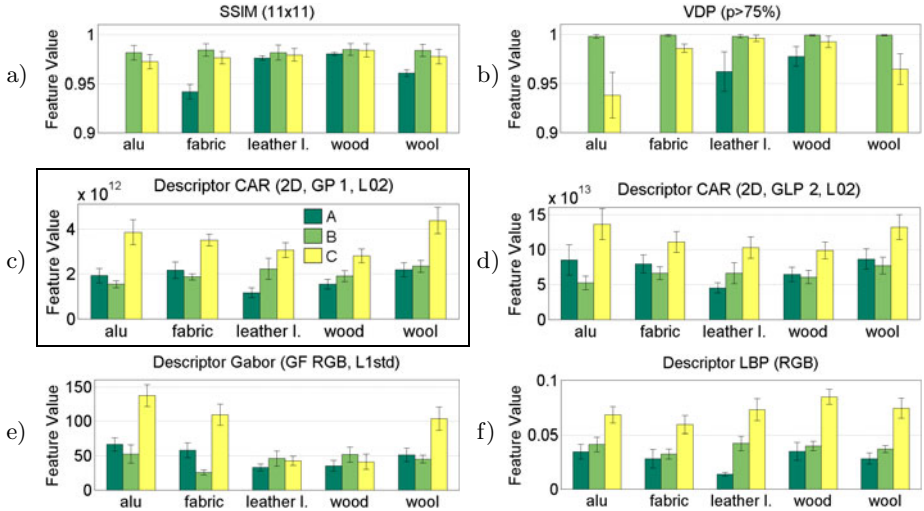 SSIM (11x11)
a)
Feature Value
1
0.95
0.9
alu fabric leather l. wood wool
VDP (p>75%)
b)
Feature Value
1
0.95
0.9
alu fabric leather l. wood wool
x 10^12 Descriptor CAR (2D, GP 1, L02)
c)
Feature Value
4
2
0
A
B
C
alu fabric leather l. wood wool
x 10^13 Descriptor CAR (2D, GLP 2, L02)
d)
Feature Value
15
10
5
0
alu fabric leather l. wood wool
Descriptor Gabor (GF RGB, L1std)
e)
Feature Value
150
100
50
0
alu fabric leather l. wood wool
Descriptor LBP (RGB)
f)
Feature Value
0.1
0.05
0
alu fabric leather l. wood wool